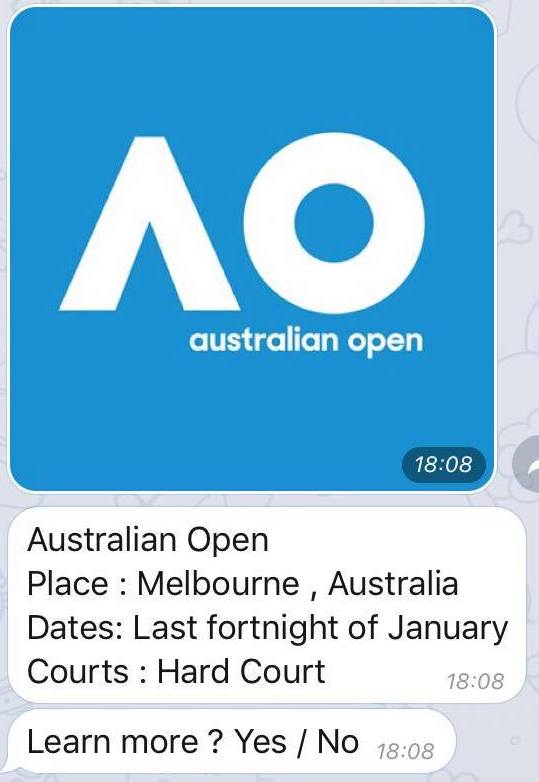 AO
australian open
18:08
Australian Open
Place : Melbourne , Australia
Dates: Last fortnight of January
Courts : Hard Court
18:08
Learn more ? Yes / No
18:08